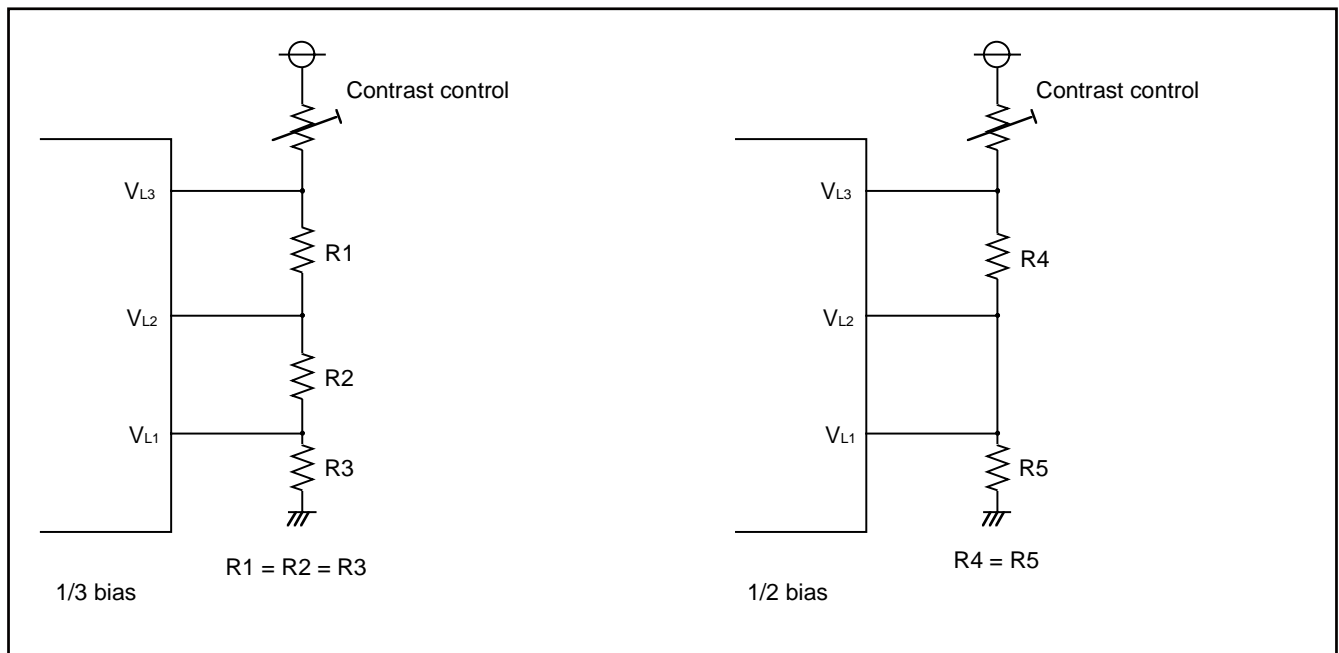 Contrast control
VL3
R1
VL2
R2
VL1
R3
R1 = R2 = R3
1/3 bias
Contrast control
VL3
R4
VL2
VL1
R5
R4 = R5
1/2 bias